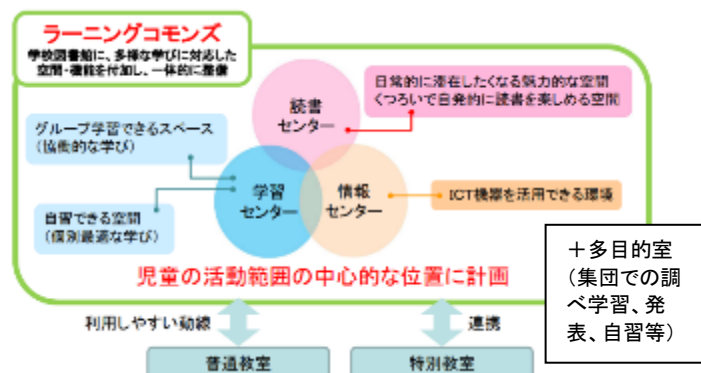 ラーニングコモンズ
学校図書館に、多様な学びに対応した
空間・機能を付加し、一体的に整備
読書
センター
日常的に滞在したくなる魅力的な空間
くつろいで自発的に読書を楽しめる空間
グループ学習できるスペース
(協働的な学び)
学習
センター
情報
センター
ICT機器を活用できる環境
自習できる空間
(個別最適な学び)
児童の活動範囲の中心的な位置に計画
+多目的室
(集団での調
べ学習、発
表、自習等)
利用しやすい動線
連携
普通教室
特別教室